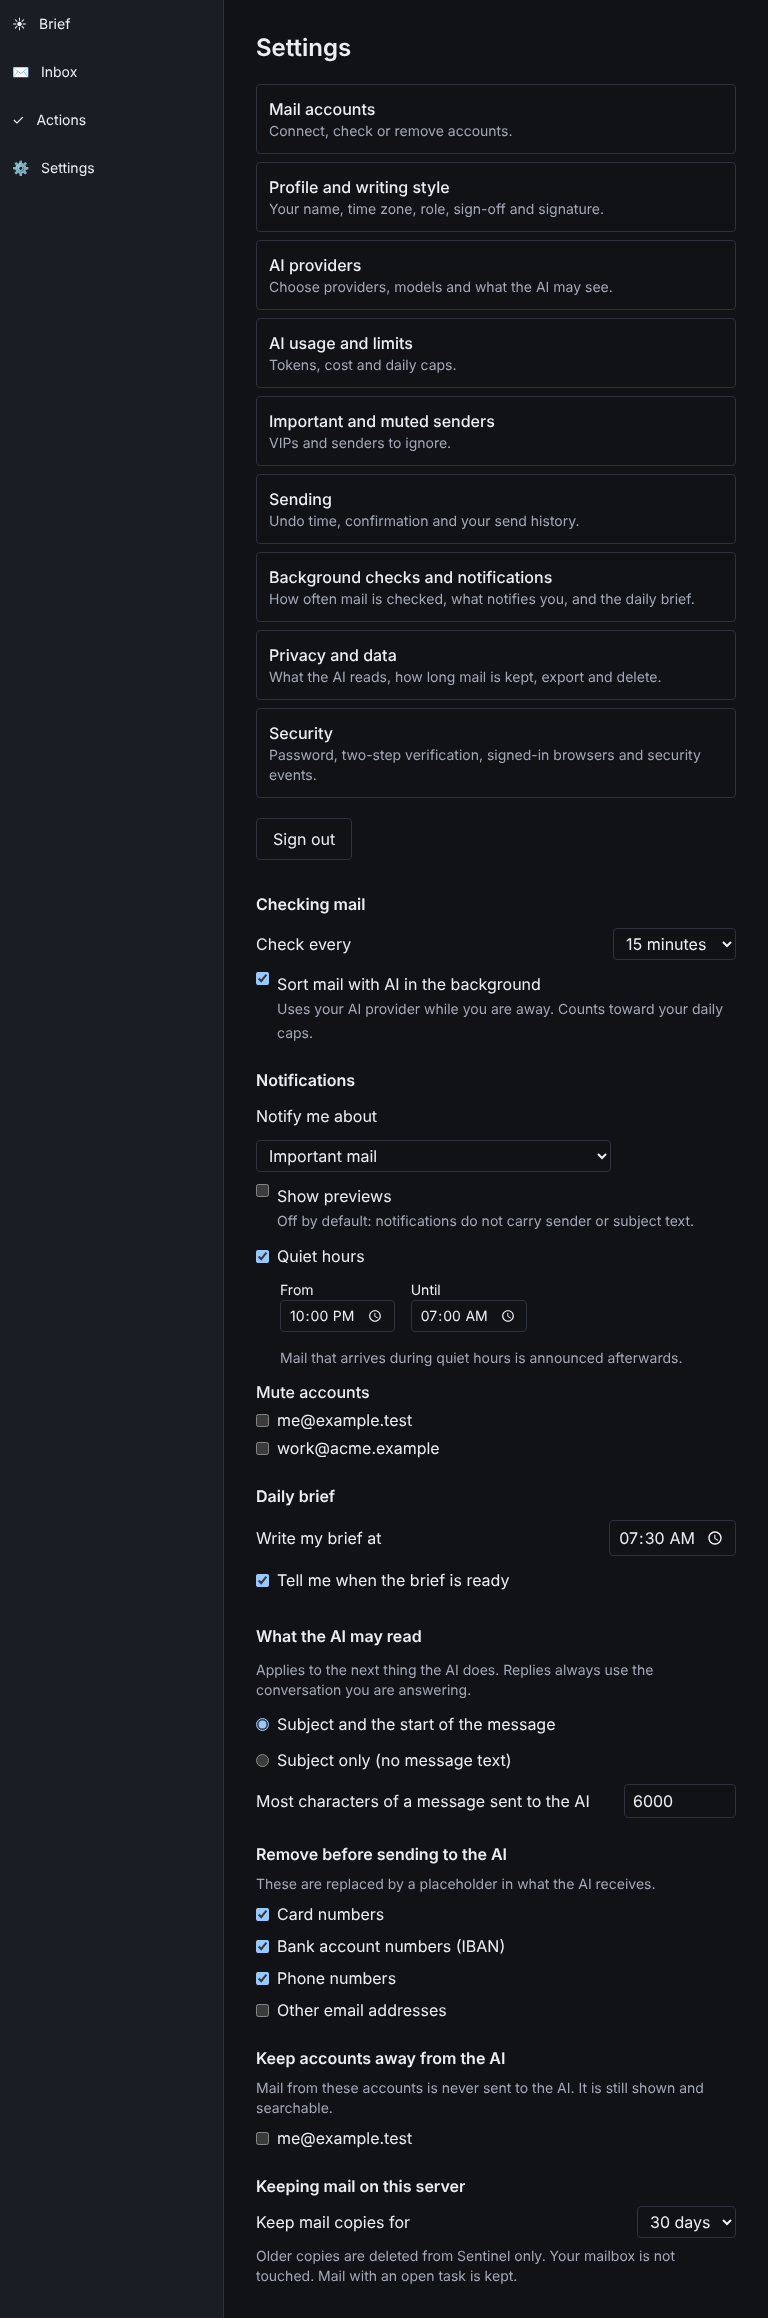 Brief
Inbox
Actions
Settings
Settings
Mail accounts
Connect, check or remove accounts.
Profile and writing style
Your name, time zone, role, sign-off and signature.
AI providers
Choose providers, models and what the AI may see.
AI usage and limits
Tokens, cost and daily caps.
Important and muted senders
VIPs and senders to ignore.
Sending
Undo time, confirmation and your send history.
Background checks and notifications
How often mail is checked, what notifies you, and the daily brief.
Privacy and data
What the AI reads, how long mail is kept, export and delete.
Security
Password, two-step verification, signed-in browsers and security
events.
Sign out
Checking mail
Check every 15 minutes
Sort mail with AI in the background
Uses your AI provider while you are away. Counts toward your daily
caps.
Notifications
Notify me about
Important mail
Show previews
Off by default: notifications do not carry sender or subject text.
Quiet hours
From Until
10:00 PM 07:00 AM
Mail that arrives during quiet hours is announced afterwards.
Mute accounts
me@example.test
work@acme.example
Daily brief
Write my brief at 07:30 AM
Tell me when the brief is ready
What the AI may read
Applies to the next thing the AI does. Replies always use the
conversation you are answering.
Subject and the start of the message
Subject only (no message text)
Most characters of a message sent to the AI 6000
Remove before sending to the AI
These are replaced by a placeholder in what the AI receives.
Card numbers
Bank account numbers (IBAN)
Phone numbers
Other email addresses
Keep accounts away from the AI
Mail from these accounts is never sent to the AI. It is still shown and
searchable.
me@example.test
Keeping mail on this server
Keep mail copies for 30 days
Older copies are deleted from Sentinel only. Your mailbox is not
touched. Mail with an open task is kept.